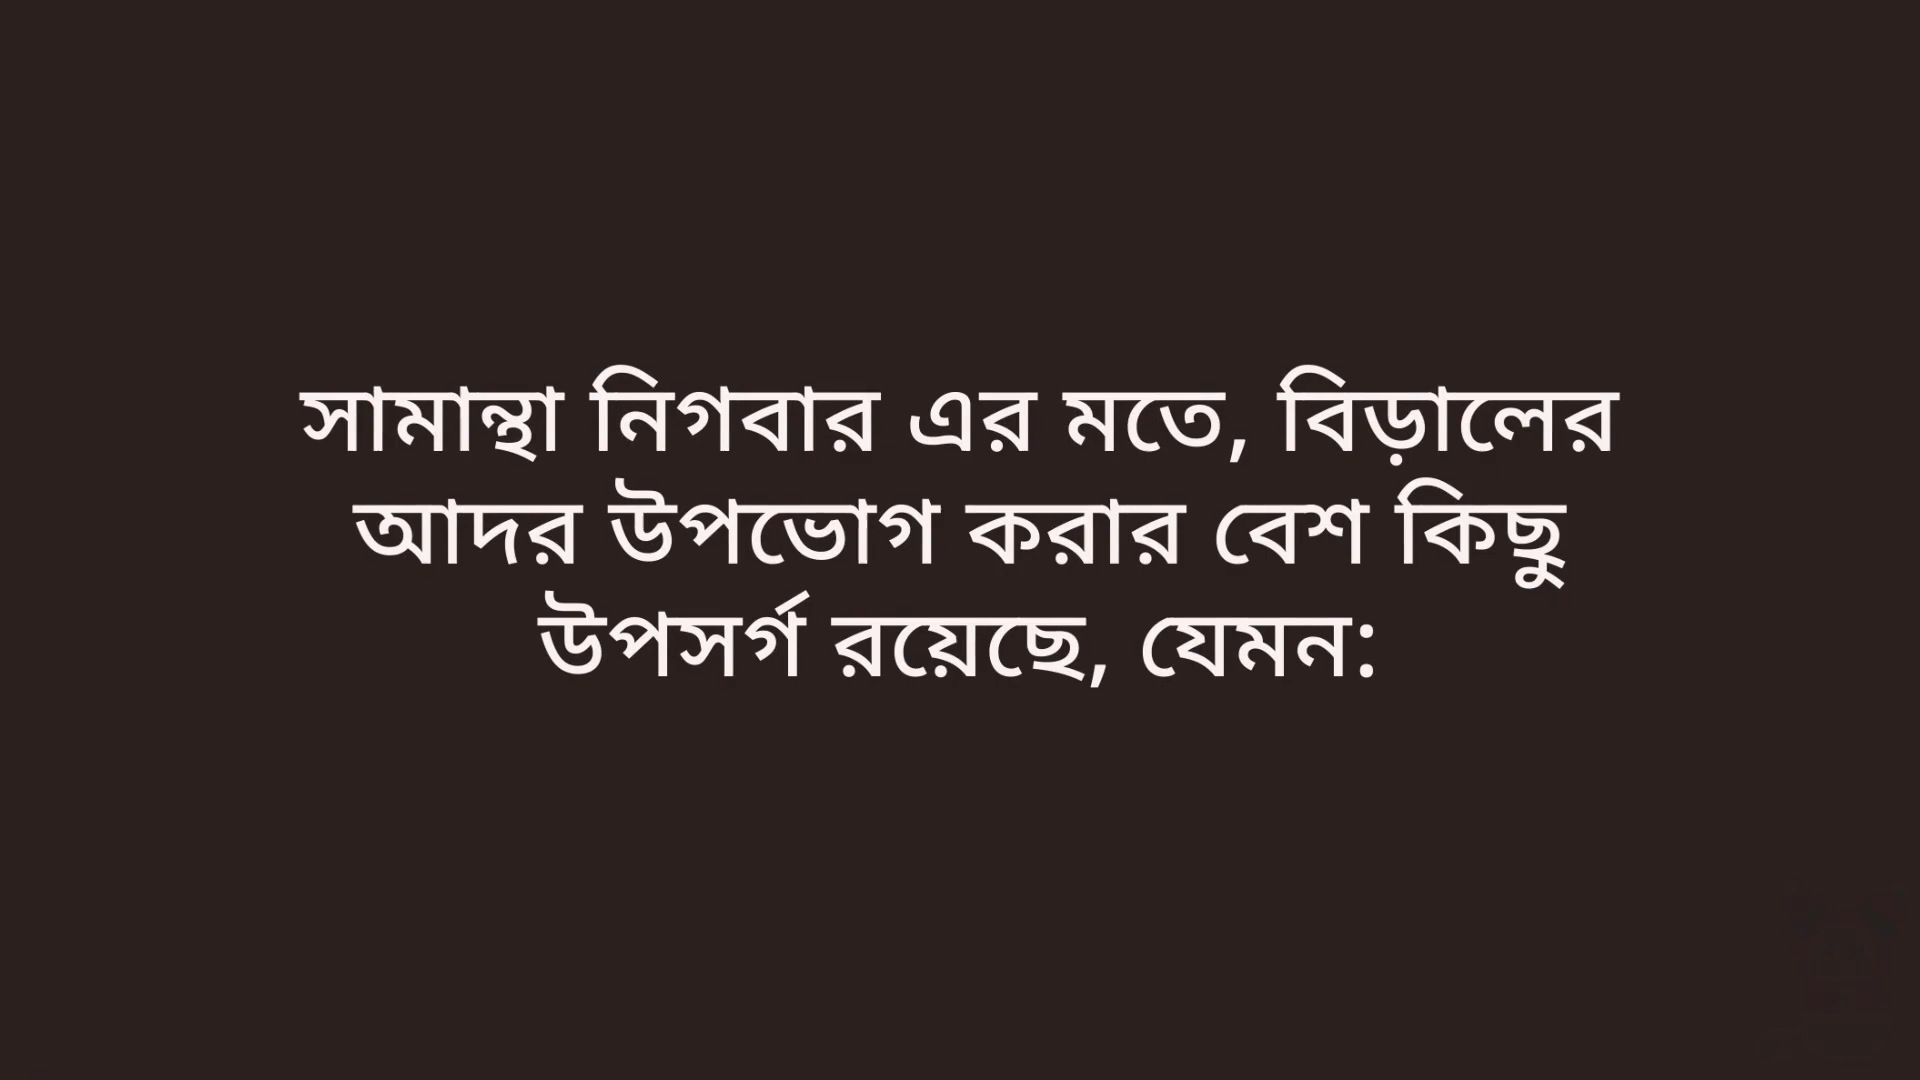 সামান্থা নিগবার এর মতে, বিড়ালের
আদর উপভোগ করার বেশ কিছু
উপসর্গ রয়েছে, যেমন: